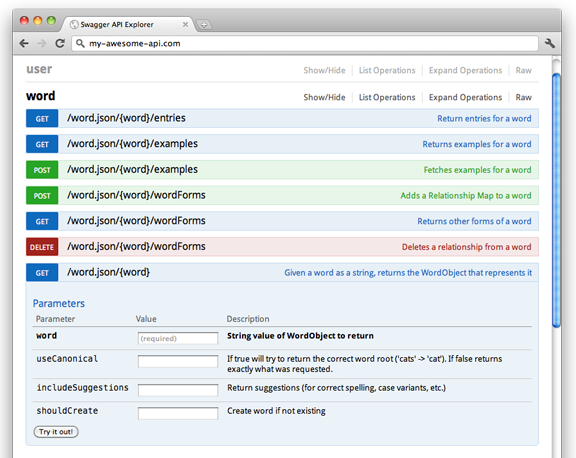 Swagger API Explorer
my-awesome-api.com
user Show/Hide List Operations Expand Operations Raw
word Show/Hide List Operations Expand Operations Raw
GET /word.json/{word}/entries Return entries for a word
GET /word.json/{word}/examples Returns examples for a word
POST /word.json/{word}/examples Fetches examples for a word
POST /word.json/{word}/wordForms Adds a Relationship Map to a word
GET /word.json/{word}/wordForms Returns other forms of a word
DELETE /word.json/{word}/wordForms Deletes a relationship from a word
GET /word.json/{word} Given a word as a string, returns the WordObject that represents it
Parameters
Parameter Value Description
word (required) String value of WordObject to return
useCanonical If true will try to return the correct word root ('cats' -> 'cat'). If false returns
exactly what was requested.
includeSuggestions Return suggestions (for correct spelling, case variants, etc.)
shouldCreate Create word if not existing
Try it out!